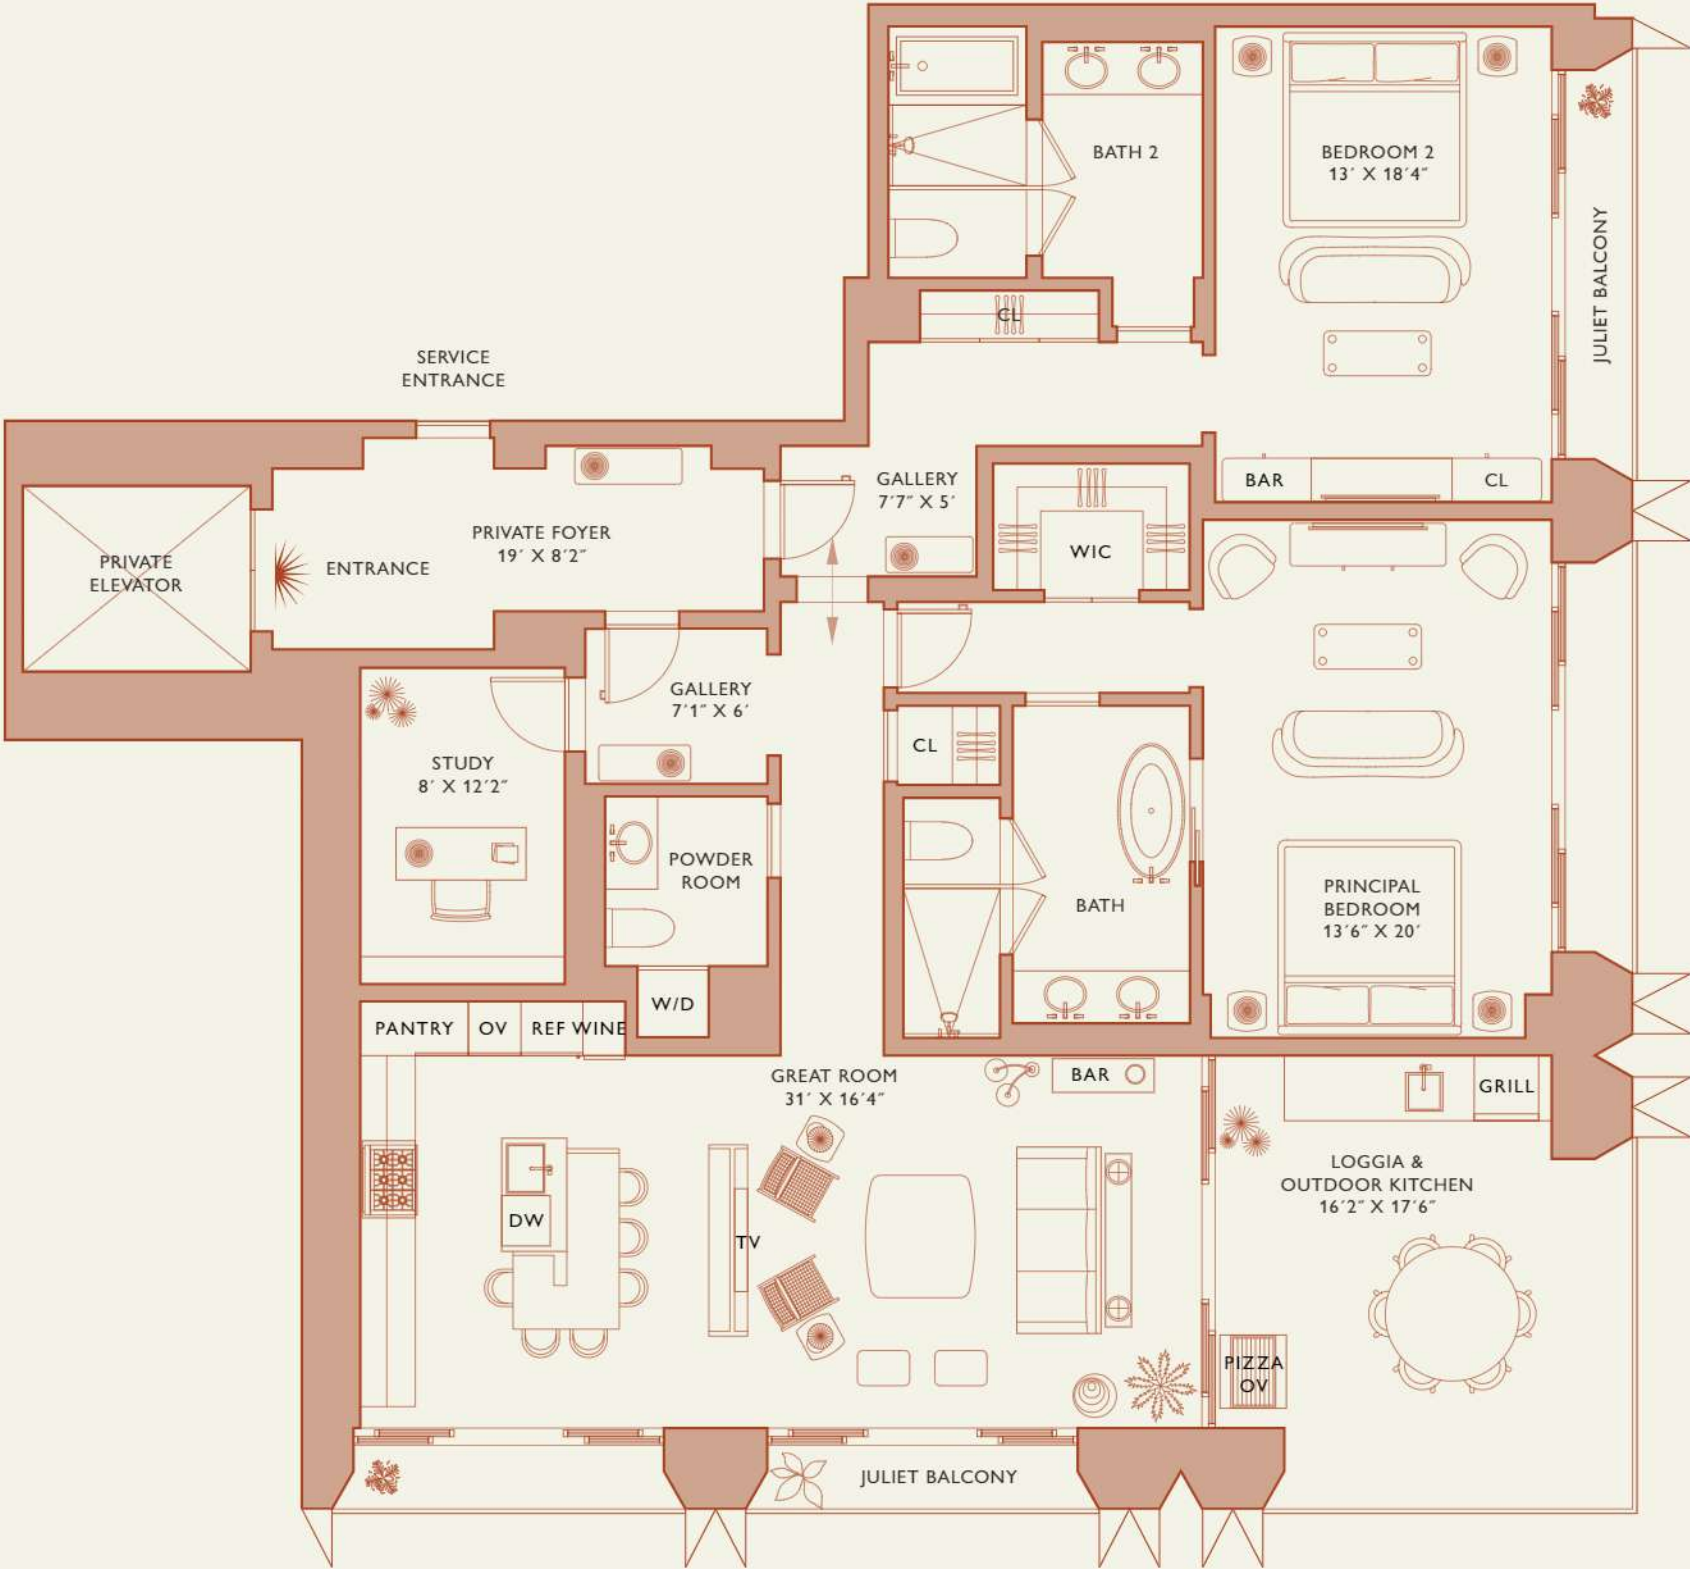 BATH 2
BEDROOM 2
13´ X 18´4˝
JULIET BALCONY
CL
SERVICE
ENTRANCE
GALLERY
7´7˝ X 5´
BAR
CL
PRIVATE FOYER
19´ X 8´2˝
WIC
PRIVATE
ELEVATOR
ENTRANCE
GALLERY
7´1˝ X 6´
CL
STUDY
8´ X 12´2˝
POWDER
ROOM
BATH
PRINCIPAL
BEDROOM
13´6˝ X 20´
W/D
PANTRY
OV
REF
WINE
GREAT ROOM
31´ X 16´4˝
BAR
GRILL
LOGGIA &
OUTDOOR KITCHEN
16´2˝ X 17´6˝
DW
TV
PIZZA
OV
JULIET BALCONY